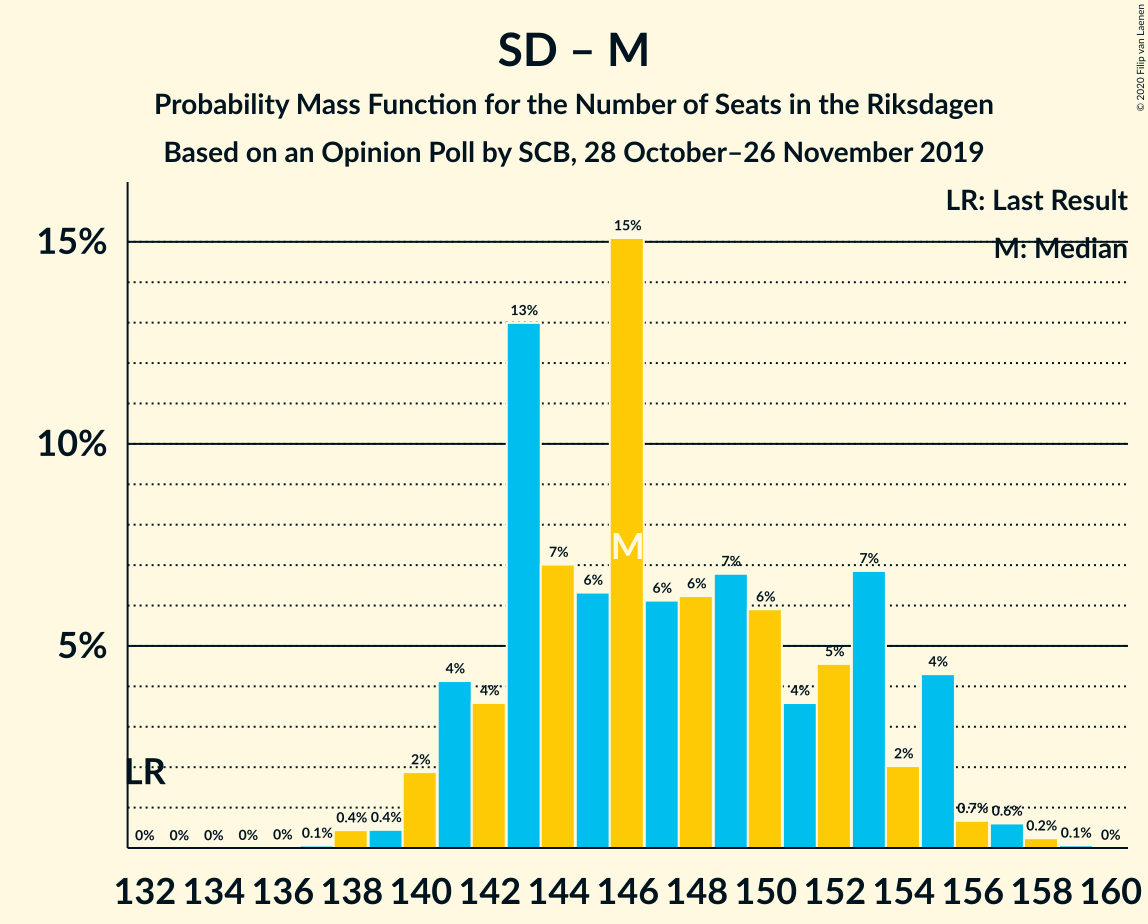 SD – M
Probability Mass Function for the Number of Seats in the Riksdagen
Based on an Opinion Poll by SCB, 28 October–26 November 2019
© 2020 Filip van Laenen
LR: Last Result
M: Median
15%
10%
5%
LR
0% 0% 0% 0% 0% 0.1% 0.4% 0.4% 2% 4% 4% 13% 7% 6% 15% 6% 6% 7% 6% 4% 5% 7% 2% 4% 0.7% 0.6% 0.2% 0.1% 0%
M
132 134 136 138 140 142 144 146 148 150 152 154 156 158 160